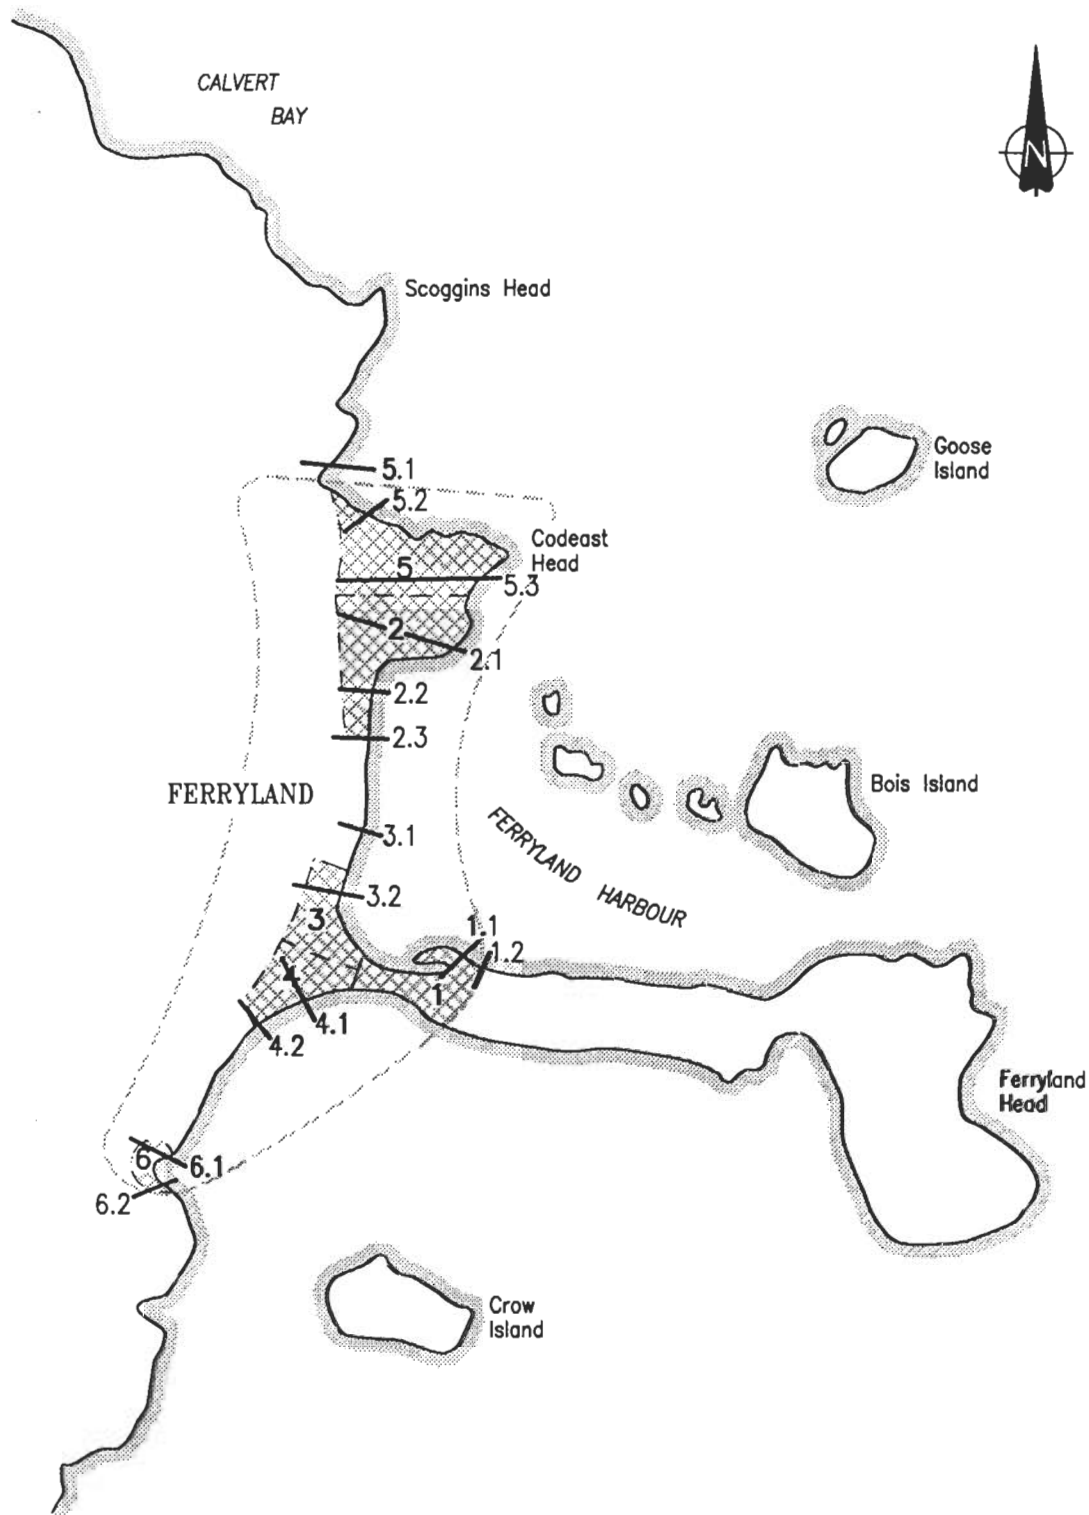 CALVERT
BAY
N
Scoggins Head
Goose
Island
5.1
5.2
Codeast
Head
5
5.3
2
2.1
2.2
2.3
FERRYLAND
Bois Island
3.1
FERRYLAND HARBOUR
3.2
3
1.1
1.2
4
1
4.1
4.2
Ferryland
Head
6
6.1
6.2
Crow
Island